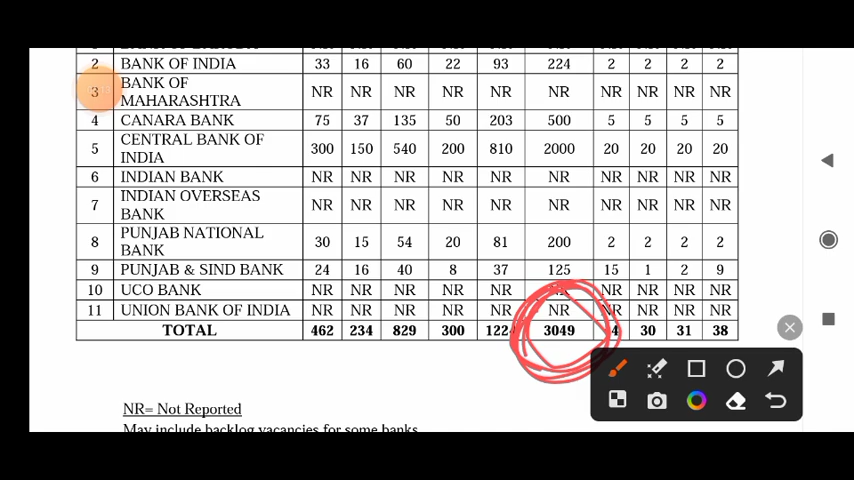 2 BANK OF INDIA 33 16 60 22 93 224 2 2 2 2
3 BANK OF MAHARASHTRA NR NR NR NR NR NR NR NR NR NR
4 CANARA BANK 75 37 135 50 203 500 5 5 5 5
5 CENTRAL BANK OF INDIA 300 150 540 200 810 2000 20 20 20 20
6 INDIAN BANK NR NR NR NR NR NR NR NR NR NR
7 INDIAN OVERSEAS BANK NR NR NR NR NR NR NR NR NR NR
8 PUNJAB NATIONAL BANK 30 15 54 20 81 200 2 2 2 2
9 PUNJAB & SIND BANK 24 16 40 8 37 125 15 1 2 9
10 UCO BANK NR NR NR NR NR NR NR NR NR NR
11 UNION BANK OF INDIA NR NR NR NR NR NR NR NR NR NR
TOTAL 462 234 829 300 3049 30 31 38
NR= Not Reported
May include backlog vacancies for some banks